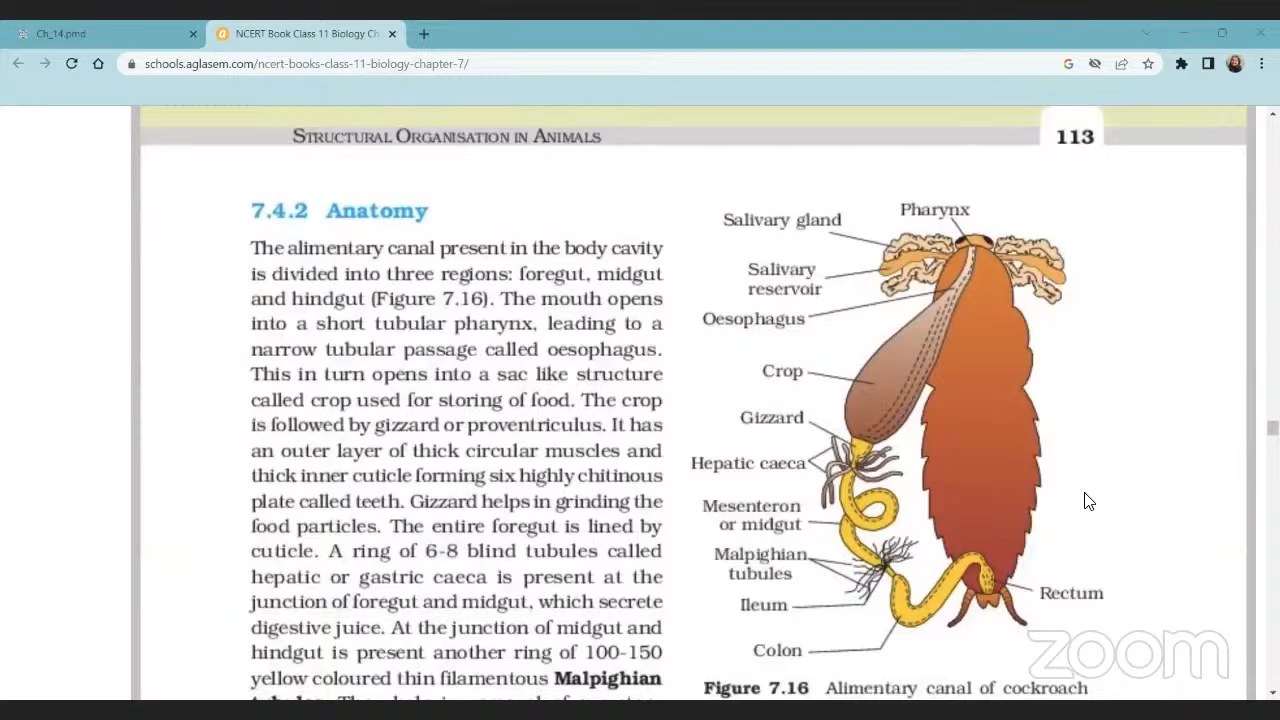 Ch_14.pmd
NCERT Book Class 11 Biology Ch
schools.aglasem.com/ncert-books-class-11-biology-chapter-7/
STRUCTURAL ORGANISATION IN ANIMALS
113
7.4.2 Anatomy
The alimentary canal present in the body cavity
is divided into three regions: foregut, midgut
and hindgut (Figure 7.16). The mouth opens
into a short tubular pharynx, leading to a
narrow tubular passage called oesophagus.
This in turn opens into a sac like structure
called crop used for storing of food. The crop
is followed by gizzard or proventriculus. It has
an outer layer of thick circular muscles and
thick inner cuticle forming six highly chitinous
plate called teeth. Gizzard helps in grinding the
food particles. The entire foregut is lined by
cuticle. A ring of 6-8 blind tubules called
hepatic or gastric caeca is present at the
junction of foregut and midgut, which secrete
digestive juice. At the junction of midgut and
hindgut is present another ring of 100-150
yellow coloured thin filamentous Malpighian
Pharynx
Salivary gland
Salivary
reservoir
Oesophagus
Crop
Gizzard
Hepatic caeca
Mesenteron
or midgut
Malpighian
tubules
Ileum
Rectum
Colon
zoom
Figure 7.16 Alimentary canal of cockroach